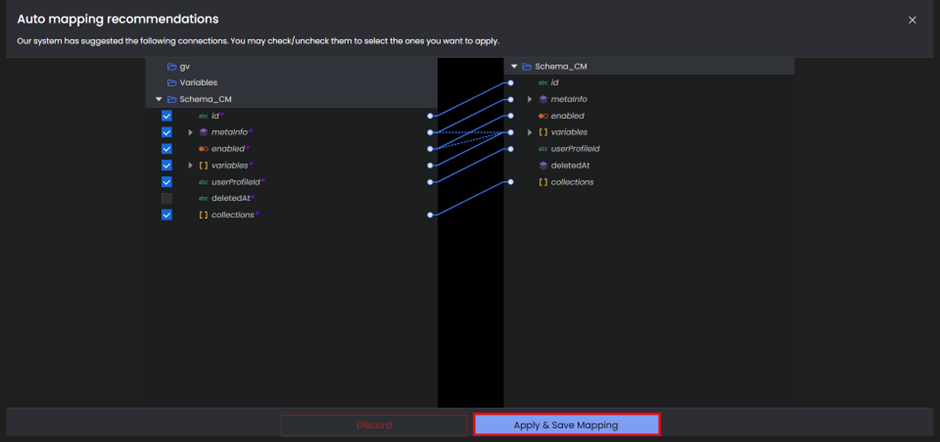 Auto mapping recommendations
Our system has suggested the following connections. You may check/uncheck them to select the ones you want to apply.
gv
Variables
Schema_CM
abc id*
metaInfo*
enabled*
[] variables*
abc userProfileId*
abc deletedAt*
[] collections*
Schema_CM
abc id
metaInfo
enabled
[] variables
abc userProfileId
deletedAt
[] collections
Discard
Apply & Save Mapping